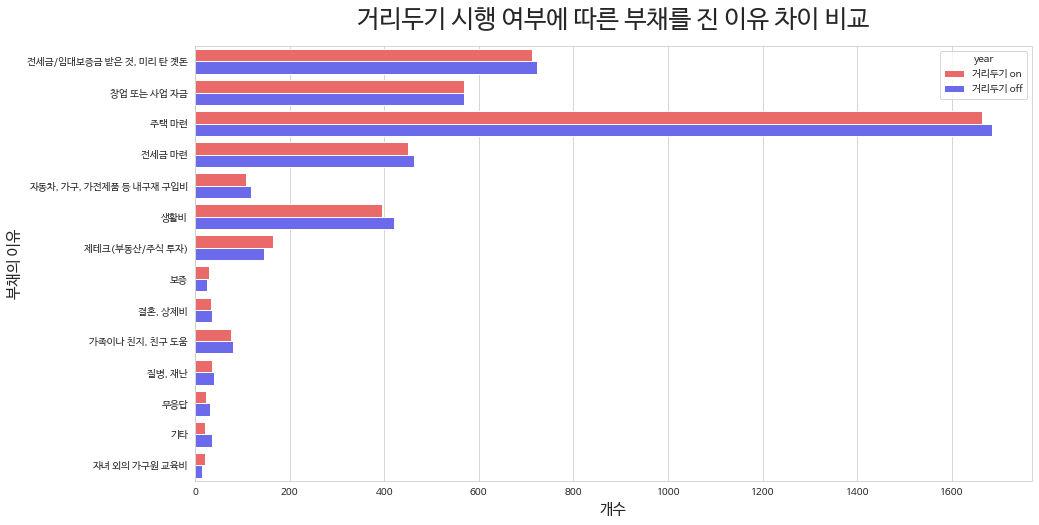 거리두기 시행 여부에 따른 부채를 진 이유 차이 비교
year
거리두기 on
거리두기 off
부채의 이유
전세금/임대보증금 받은 것, 미리 탄 곗돈
창업 또는 사업 자금
주택 마련
전세금 마련
자동차, 가구, 가전제품 등 내구재 구입비
생활비
제테크(부동산/주식 투자)
보증
결혼, 상제비
가족이나 친지, 친구 도움
질병, 재난
무응답
기타
자녀 외의 가구원 교육비
0 200 400 600 800 1000 1200 1400 1600
개수